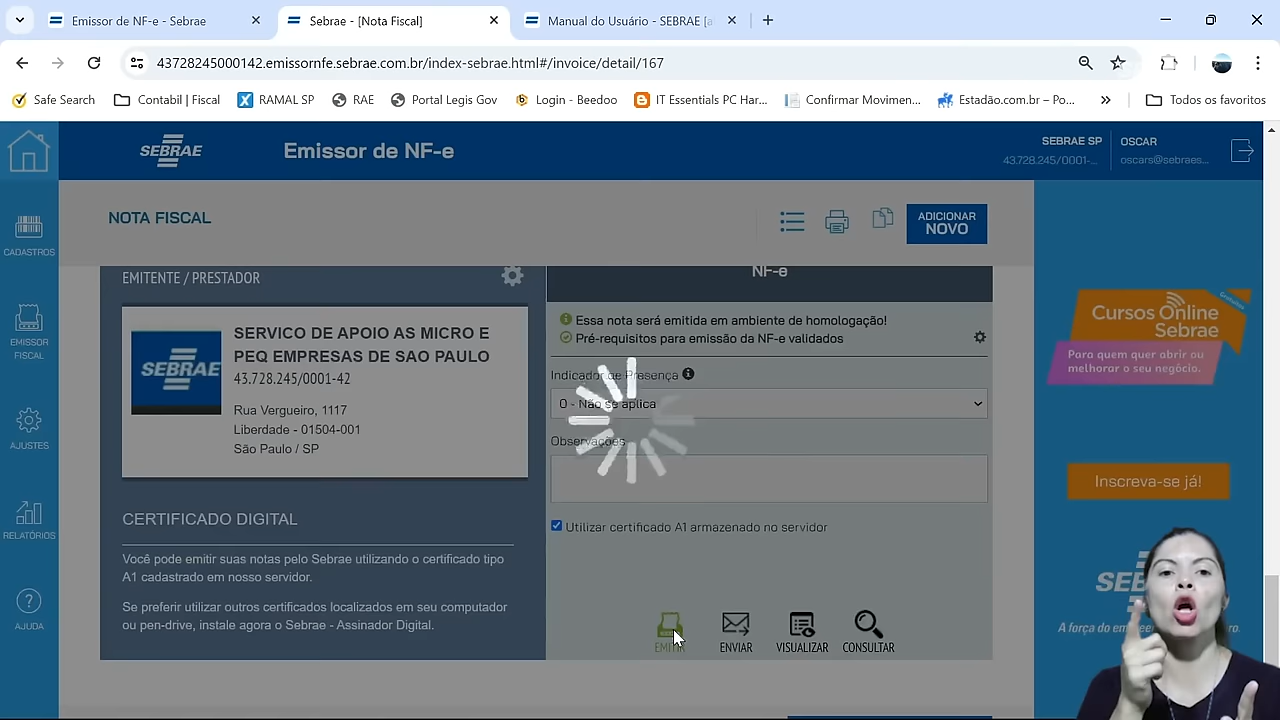 Emissor de NF-e - Sebrae
Sebrae - [Nota Fiscal]
Manual do Usuário - SEBRAE [a
43728245000142.emissornfe.sebrae.com.br/index-sebrae.html#/invoice/detail/167
Safe Search
Contabil | Fiscal
RAMAL SP
RAE
Portal Legis Gov
Login - Beedoo
IT Essentials PC Har...
Confirmar Movimen...
Estadão.com.br – Po...
Todos os favoritos
SEBRAE
Emissor de NF-e
SEBRAE SP
43.728.245/0001-...
OSCAR
oscars@sebraes...
CADASTROS
EMISSOR
FISCAL
AJUSTES
RELATÓRIOS
AJUDA
NOTA FISCAL
ADICIONAR
NOVO
EMITENTE / PRESTADOR
SEBRAE
SERVICO DE APOIO AS MICRO E
PEQ EMPRESAS DE SAO PAULO
43.728.245/0001-42
Rua Vergueiro, 1117
Liberdade - 01504-001
São Paulo / SP
CERTIFICADO DIGITAL
Você pode emitir suas notas pelo Sebrae utilizando o certificado tipo
A1 cadastrado em nosso servidor.
Se preferir utilizar outros certificados localizados em seu computador
ou pen-drive, instale agora o Sebrae - Assinador Digital.
NF-e
Essa nota será emitida em ambiente de homologação!
Pré-requisitos para emissão da NF-e validados
Indicador de Presença
0 - Não se aplica
Observações
Utilizar certificado A1 armazenado no servidor
EMITIR
ENVIAR
VISUALIZAR
CONSULTAR
Gratuitos
Cursos Online
Sebrae
Para quem quer abrir ou
melhorar o seu negócio.
Inscreva-se já!